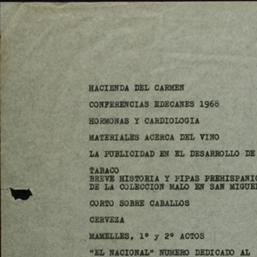 HACIENDA DEL CARMEN
CONFERENCIAS EDECANES 1968
HORMONAS Y CARDIOLOGIA
MATERIALES ACERCA DEL VINO
LA PUBLICIDAD EN EL DESARROLLO DE
TABACO
BREVE HISTORIA Y PIPAS PREHISPANIC
DE LA COLECCION MALO EN SAN MIGUEL
CORTO SOBRE CABALLOS
CERVEZA
MAMELLES, 1º y 2º ACTOS
"EL NACIONAL" NUMERO DEDICADO AL